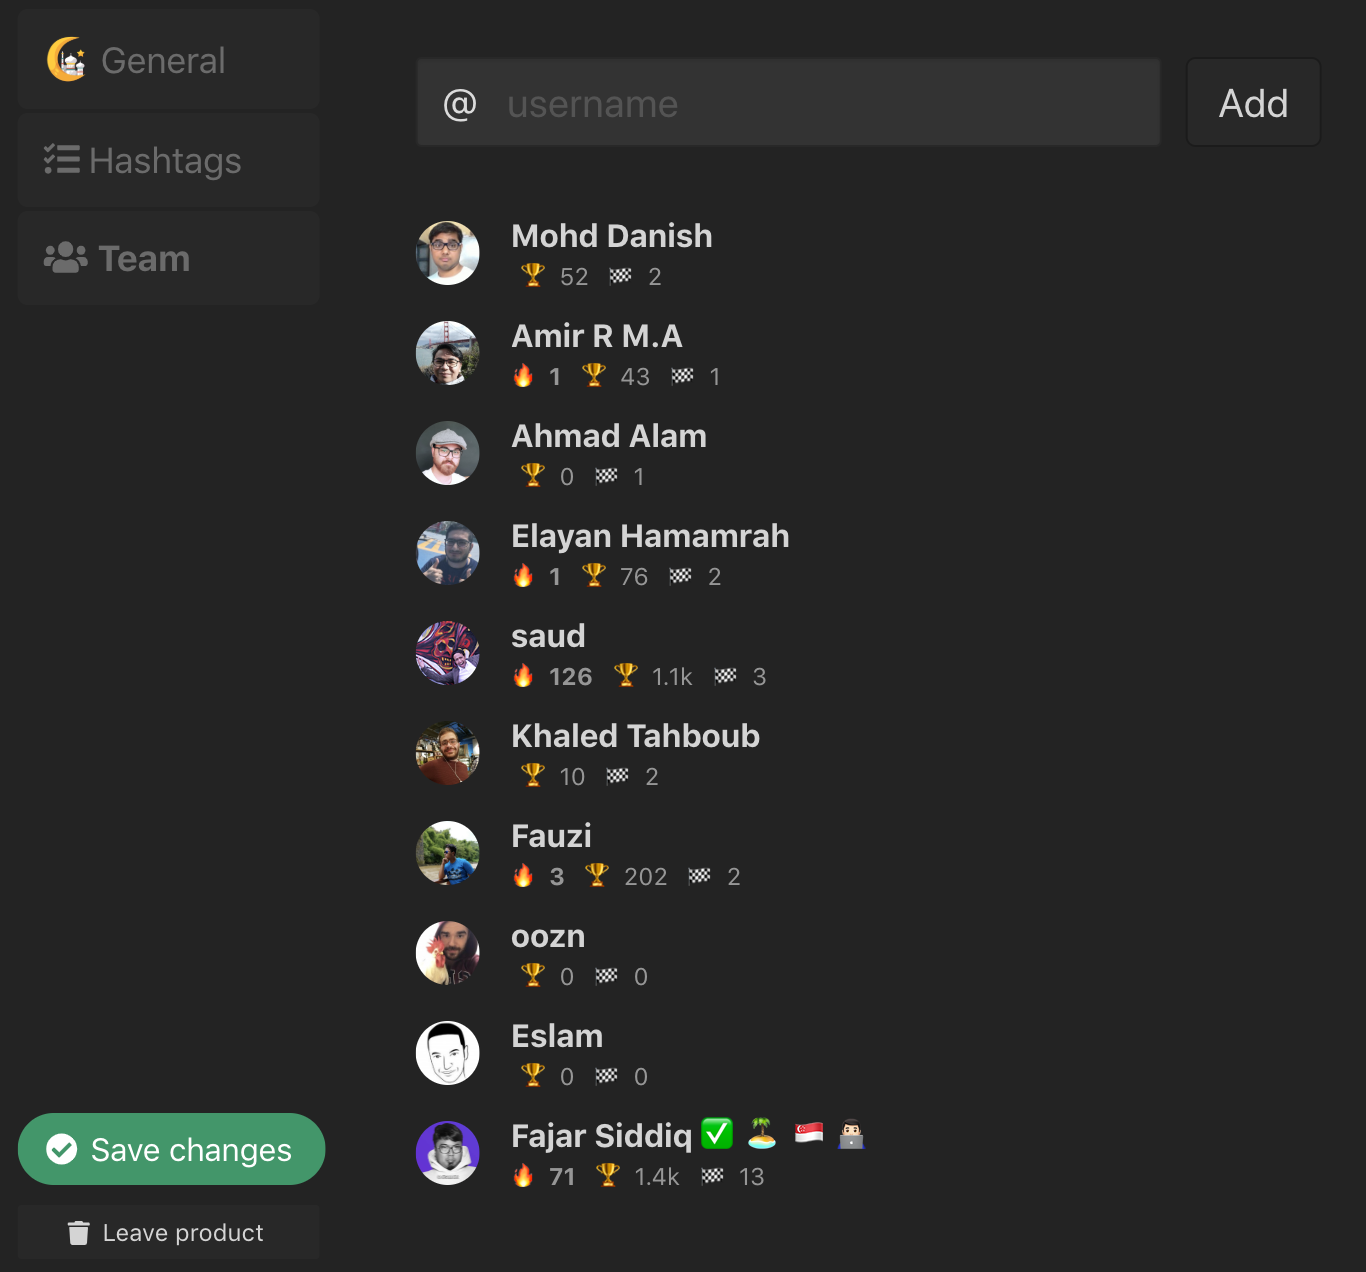 General
Hashtags
Team
@ username
Add
Mohd Danish
🏆 52 🏁 2
Amir R M.A
🔥 1 🏆 43 🏁 1
Ahmad Alam
🏆 0 🏁 1
Elayan Hamamrah
🔥 1 🏆 76 🏁 2
saud
🔥 126 🏆 1.1k 🏁 3
Khaled Tahboub
🏆 10 🏁 2
Fauzi
🔥 3 🏆 202 🏁 2
oozn
🏆 0 🏁 0
Eslam
🏆 0 🏁 0
Fajar Siddiq ✅ 🏝 🇸🇬 👨🏻‍💻
🔥 71 🏆 1.4k 🏁 13
Save changes
Leave product